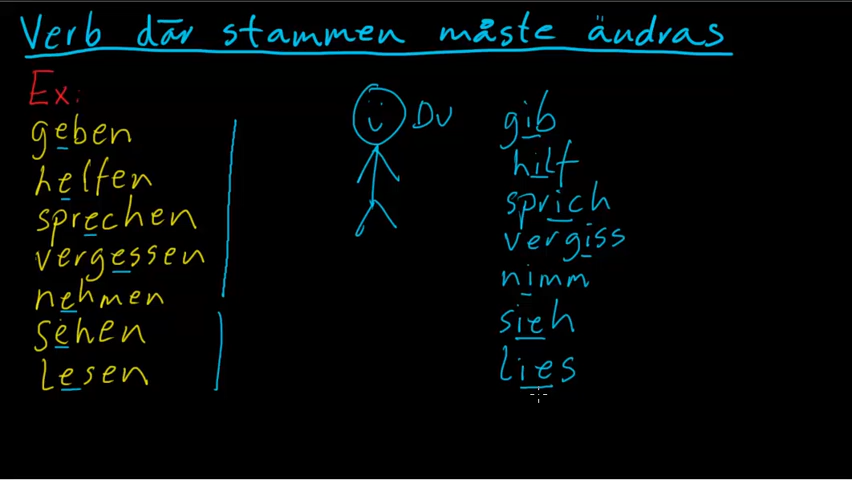 Verb där stammen måste ändras
Ex:
geben
helfen
sprechen
vergessen
nehmen
sehen
Lesen
DU
gib
hilf
sprich
vergiss
nimm
sieh
lies